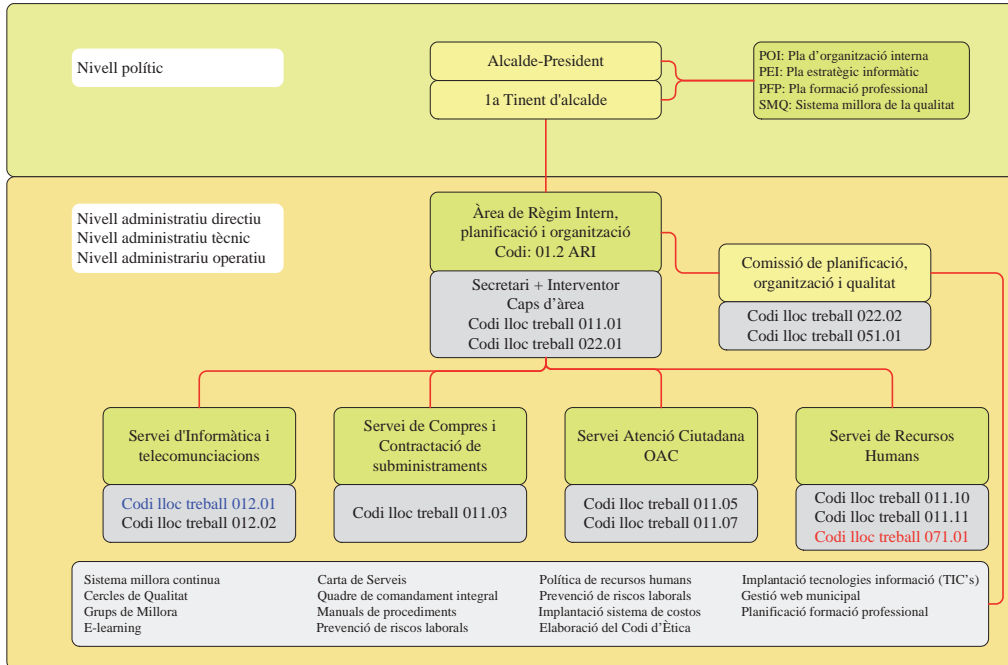 Nivell polític
Alcalde-President
1a Tinent d'alcalde
POI: Pla d’organització interna
PEI: Pla estratègic informàtic
PFP: Pla formació professional
SMQ: Sistema millora de la qualitat
Nivell administratiu directiu
Nivell administratiu tècnic
Nivell administrariu operatiu
Àrea de Règim Intern,
planificació i organització
Codi: 01.2 ARI
Secretari + Interventor
Caps d’àrea
Codi lloc treball 011.01
Codi lloc treball 022.01
Comissió de planificació,
organització i qualitat
Codi lloc treball 022.02
Codi lloc treball 051.01
Servei d'Informàtica i
telecomunciacions
Codi lloc treball 012.01
Codi lloc treball 012.02
Servei de Compres i
Contractació de
subministraments
Codi lloc treball 011.03
Servei Atenció Ciutadana
OAC
Codi lloc treball 011.05
Codi lloc treball 011.07
Servei de Recursos
Humans
Codi lloc treball 011.10
Codi lloc treball 011.11
Codi lloc treball 071.01
Sistema millora continua
Cercles de Qualitat
Grups de Millora
E-learning
Carta de Serveis
Quadre de comandament integral
Manuals de procediments
Prevenció de riscos laborals
Política de recursos humans
Prevenció de riscos laborals
Implantació sistema de costos
Elaboració del Codi d’Ètica
Implantació tecnologies informació (TIC’s)
Gestió web municipal
Planificació formació professional